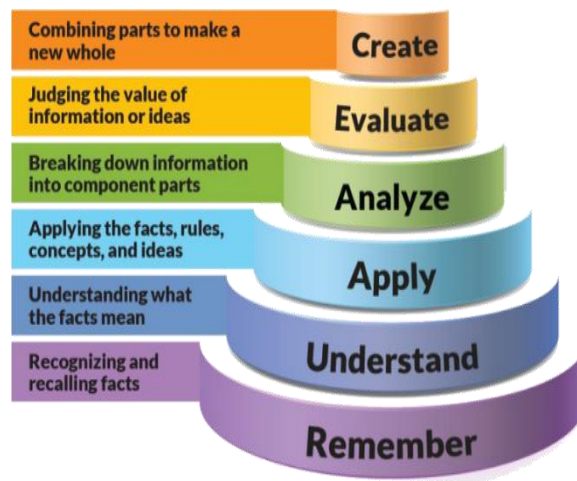 Combining parts to make a
new whole
Create
Judging the value of
information or ideas
Evaluate
Breaking down information
into component parts
Analyze
Applying the facts, rules,
concepts, and ideas
Apply
Understanding what
the facts mean
Understand
Recognizing and
recalling facts
Remember